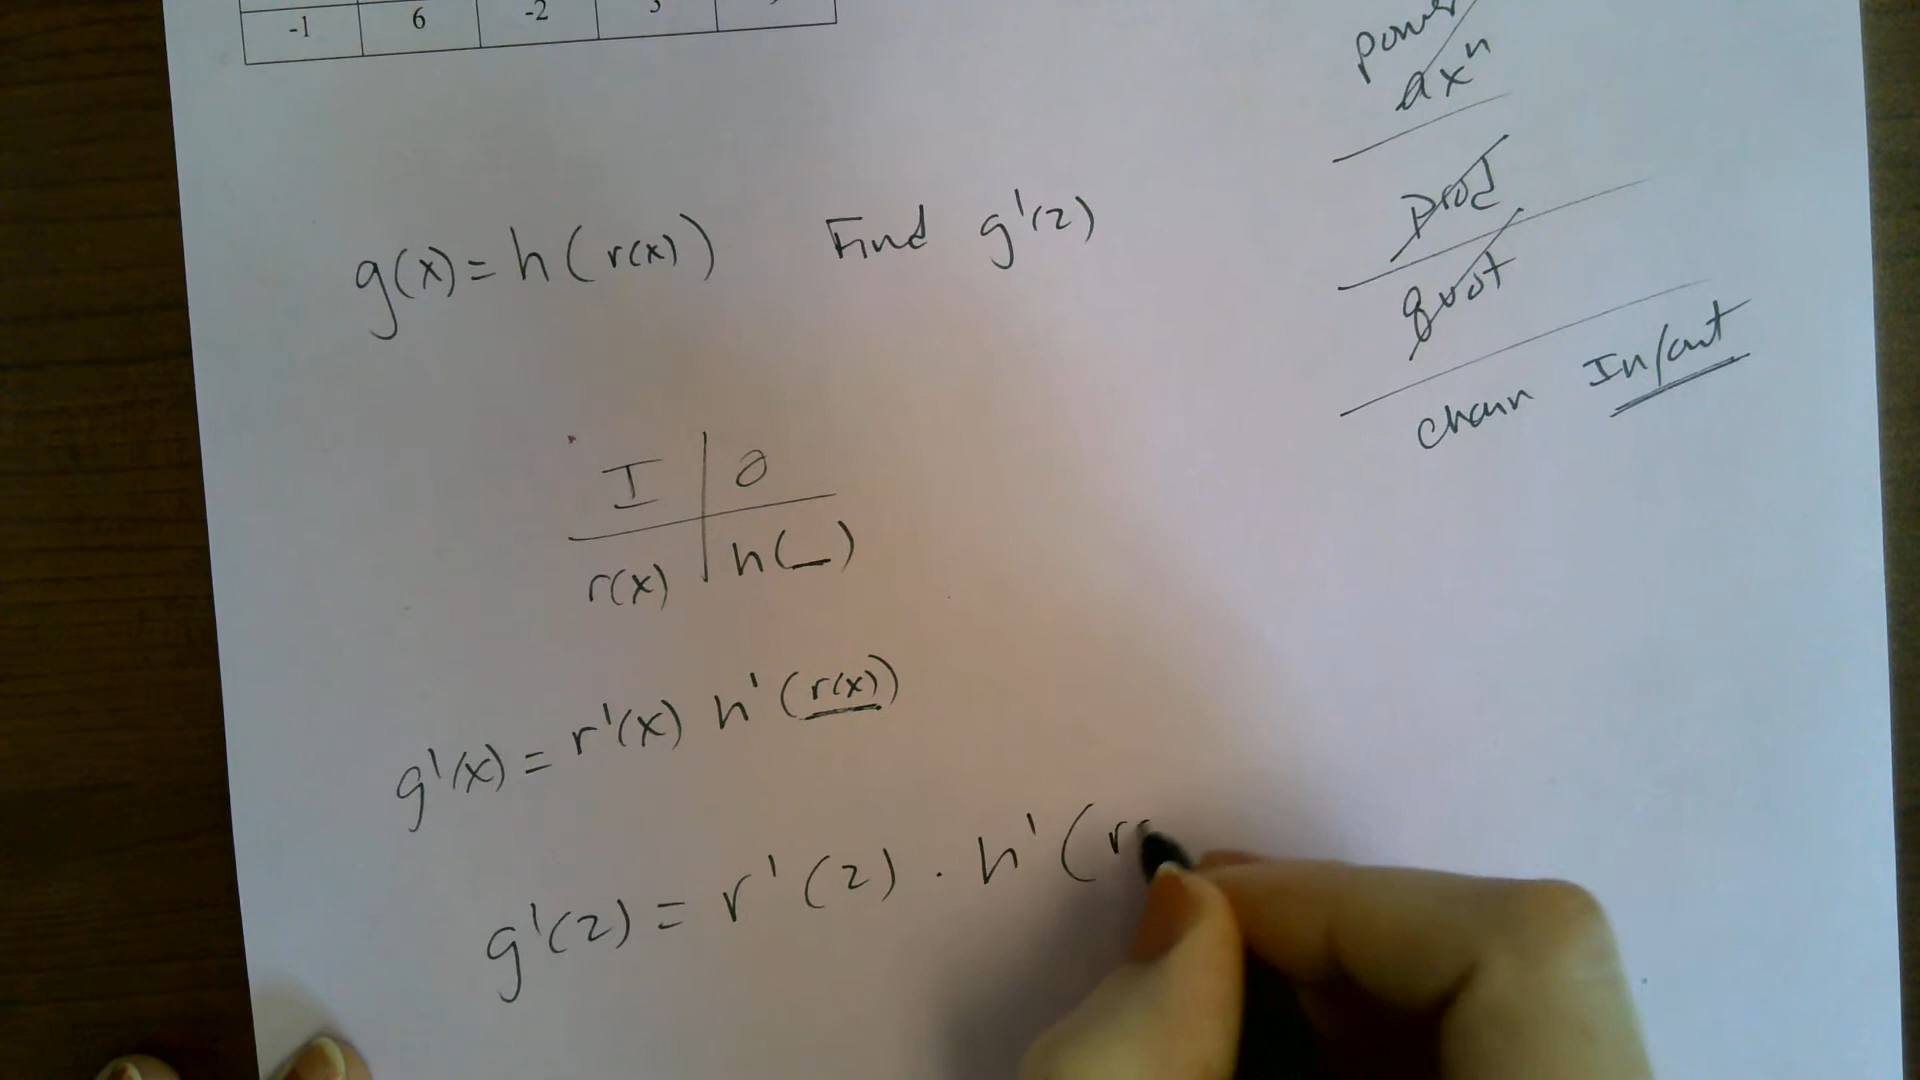 -1 6 -2
power
ax^n
prod
g(x) = h(r(x)) Find g'(2)
quot
chain In/out
I O
r(x) h(_)
g'(x) = r'(x) h'(r(x))
g'(2) = r'(2) · h'(r